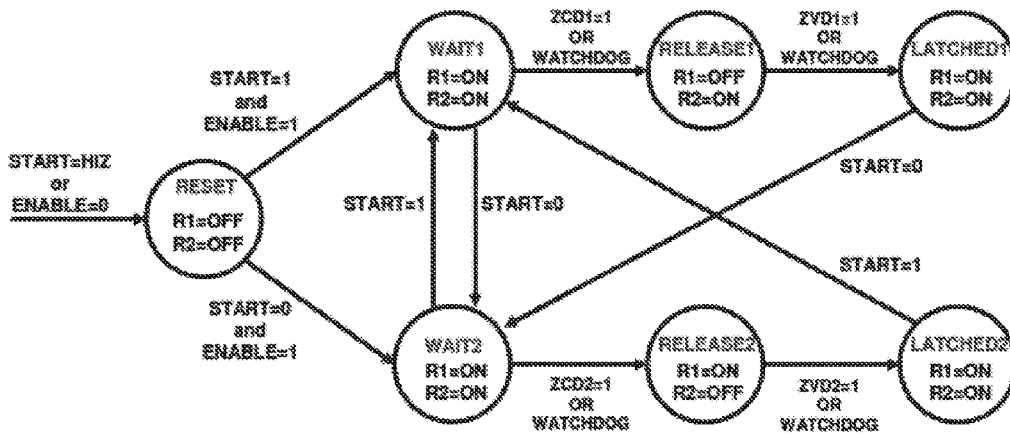 START=HIZ
or
ENABLE=0
RESET
R1=OFF
R2=OFF
START=1
and
ENABLE=1
START=0
and
ENABLE=1
WAIT1
R1=ON
R2=ON
ZCD1=1
OR
WATCHDOG
RELEASE1
R1=OFF
R2=ON
ZVD1=1
OR
WATCHDOG
LATCHED1
R1=ON
R2=ON
START=1
START=0
START=0
START=1
WAIT2
R1=ON
R2=ON
ZCD2=1
OR
WATCHDOG
RELEASE2
R1=ON
R2=OFF
ZVD2=1
OR
WATCHDOG
LATCHED2
R1=ON
R2=ON